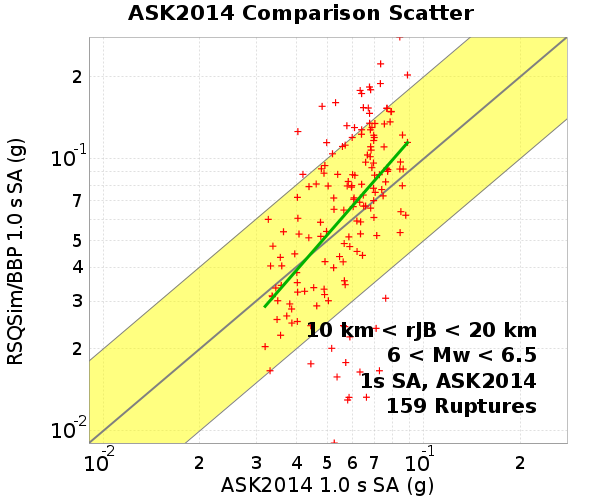 ASK2014 Comparison Scatter
RSQSim/BBP 1.0 s SA (g)
2
10-1
7
6
5
4
3
2
10-2
10 km < rJB < 20 km
6 < Mw < 6.5
1s SA, ASK2014
159 Ruptures
10-2 2 3 4 5 6 7 10-1 2
ASK2014 1.0 s SA (g)